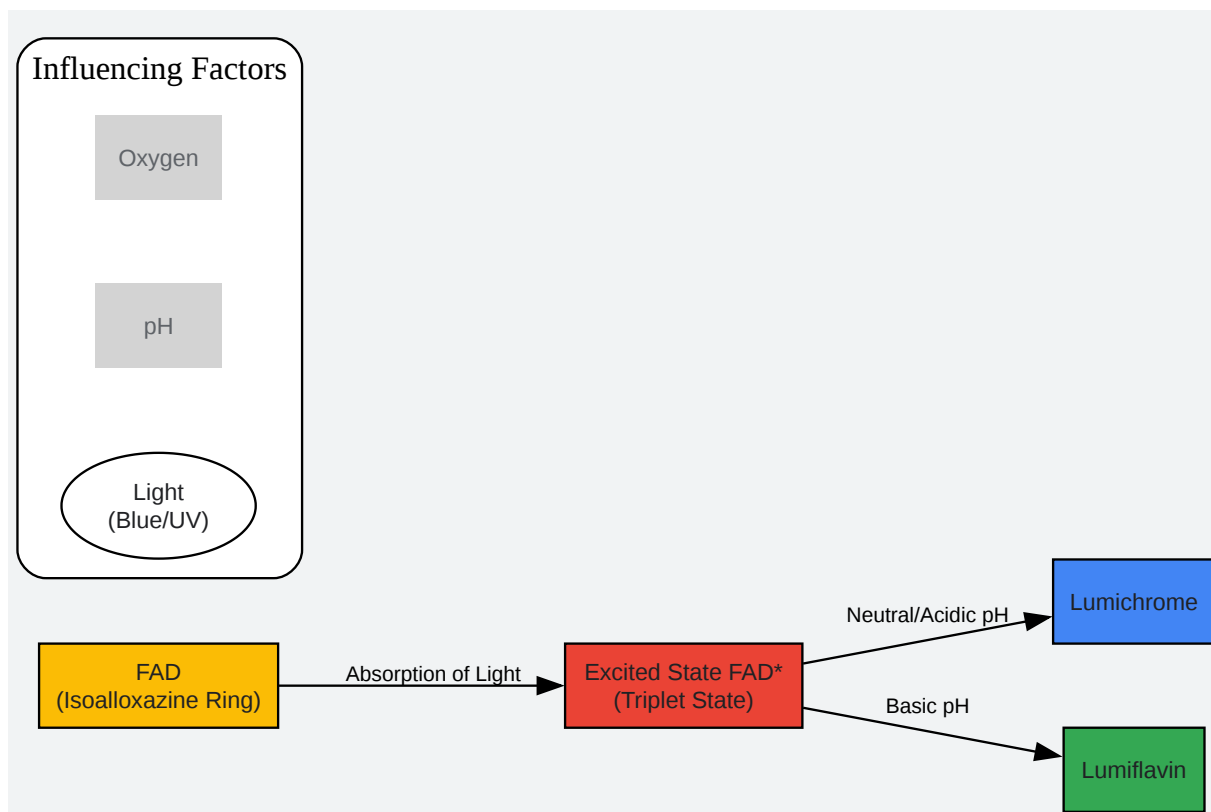 Influencing Factors
Oxygen
pH
Light
(Blue/UV)
FAD
(Isoalloxazine Ring)
Absorption of Light
Excited State FAD*
(Triplet State)
Neutral/Acidic pH
Lumichrome
Basic pH
Lumiflavin